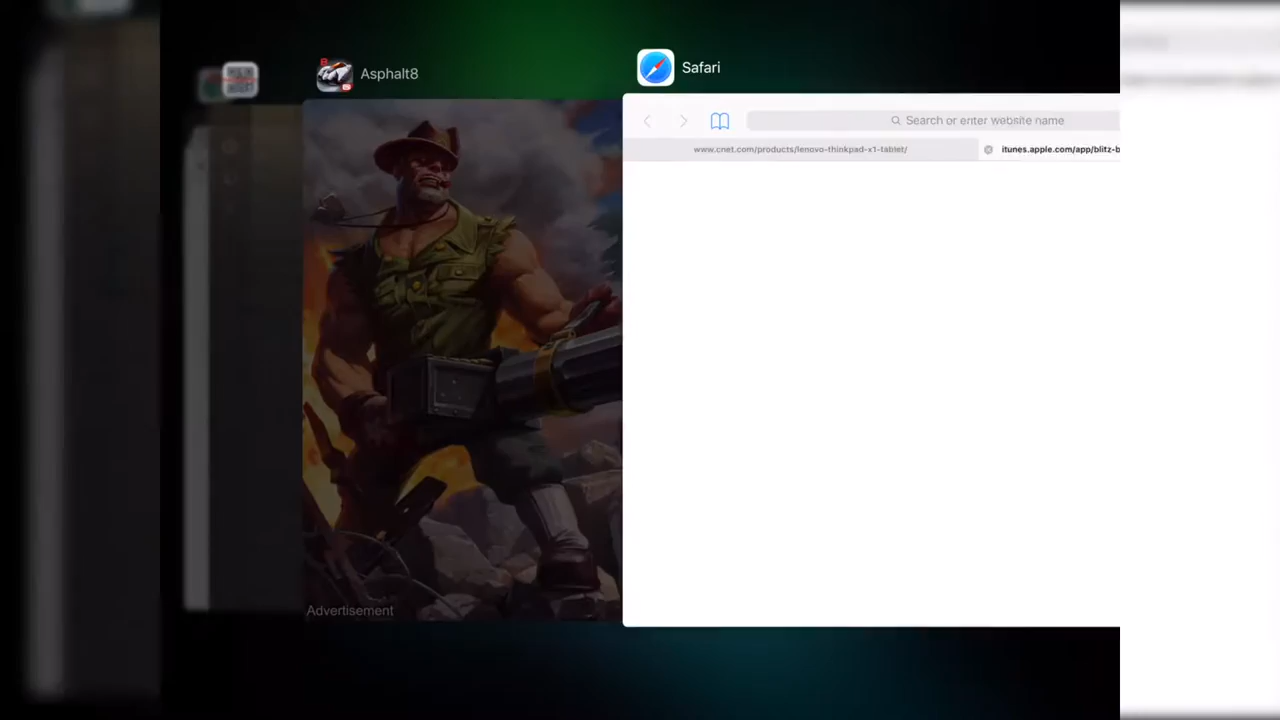 Asphalt8
Safari
Search or enter website name
www.cnet.com/products/lenovo-thinkpad-x1-tablet/
itunes.apple.com/app/blitz-b
Advertisement